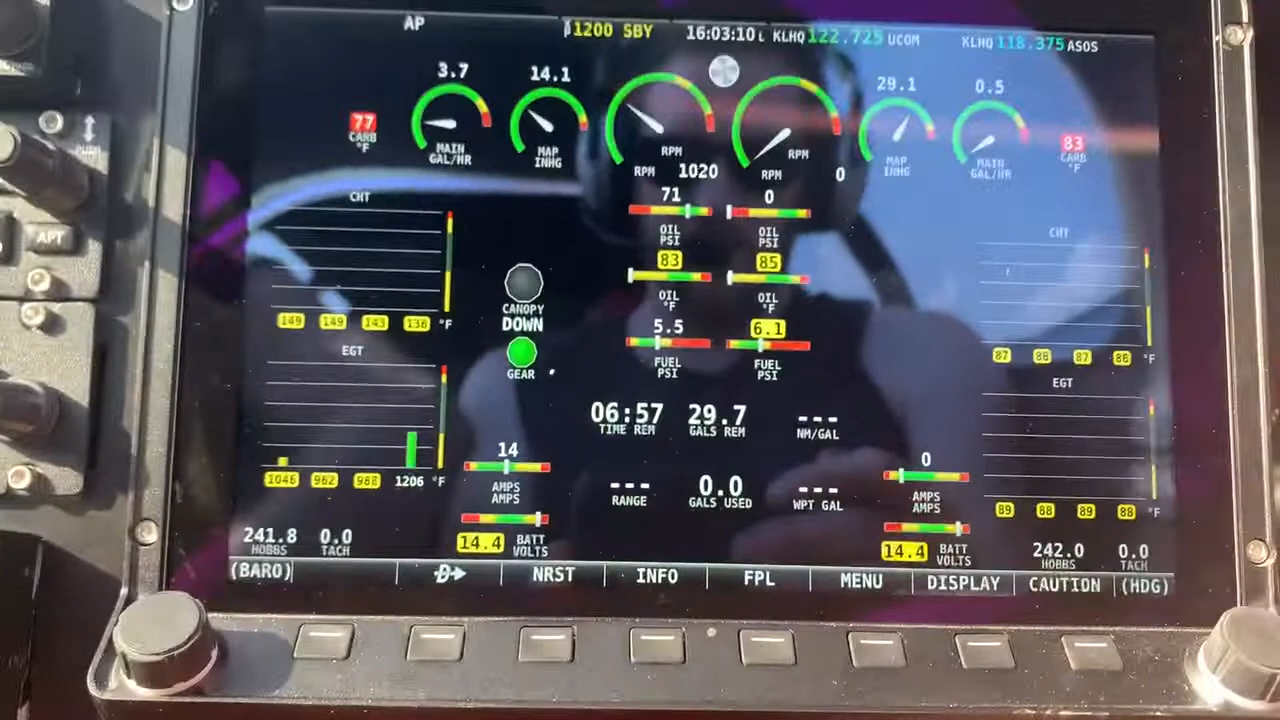 AP
1200 SBY
16:03:10L
KLHQ 122.725 UCOM
KLHQ 118.375 ASOS
77
CARB
°F
3.7
MAIN
GAL/HR
14.1
MAP
INHG
RPM
RPM 1020
RPM
RPM 0
29.1
MAP
INHG
0.5
MAIN
GAL/HR
83
CARB
°F
PUSH
APT
CHT
149 149 143 136 °F
EGT
1046 962 988 1206 °F
CANOPY
DOWN
GEAR
71
OIL
PSI
0
OIL
PSI
83
OIL
°F
85
OIL
°F
5.5
FUEL
PSI
6.1
FUEL
PSI
CHT
87 88 87 86 °F
EGT
89 88 89 88 °F
06:57
TIME REM
29.7
GALS REM
---
NM/GAL
---
RANGE
0.0
GALS USED
---
WPT GAL
14
AMPS
AMPS
14.4 BATT
VOLTS
0
AMPS
AMPS
14.4 BATT
VOLTS
241.8
HOBBS
0.0
TACH
242.0
HOBBS
0.0
TACH
(BARO) NRST INFO FPL MENU DISPLAY CAUTION (HDG)